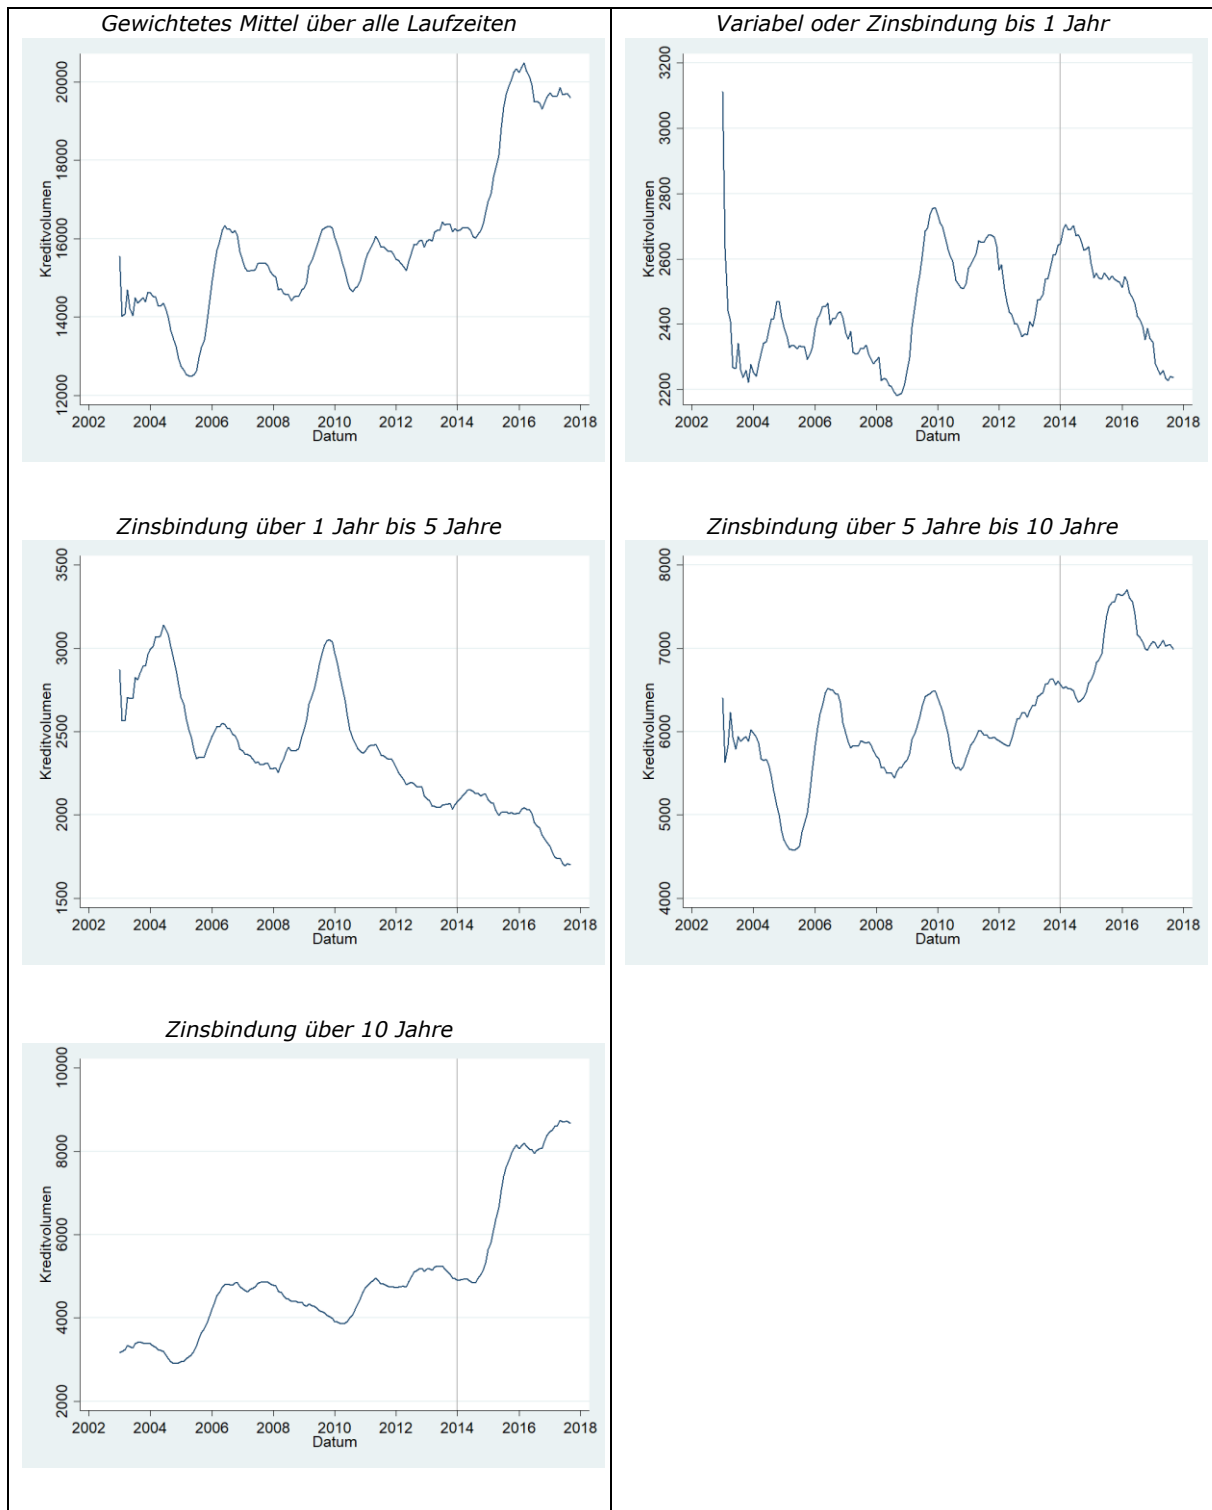 Gewichtetes Mittel über alle Laufzeiten
Kreditvolumen
20000
18000
16000
14000
12000
2002 2004 2006 2008 2010 2012 2014 2016 2018
Datum
Variabel oder Zinsbindung bis 1 Jahr
Kreditvolumen
3200
3000
2800
2600
2400
2200
2002 2004 2006 2008 2010 2012 2014 2016 2018
Datum
Zinsbindung über 1 Jahr bis 5 Jahre
Kreditvolumen
3500
3000
2500
2000
1500
2002 2004 2006 2008 2010 2012 2014 2016 2018
Datum
Zinsbindung über 5 Jahre bis 10 Jahre
Kreditvolumen
8000
7000
6000
5000
4000
2002 2004 2006 2008 2010 2012 2014 2016 2018
Datum
Zinsbindung über 10 Jahre
Kreditvolumen
10000
8000
6000
4000
2000
2002 2004 2006 2008 2010 2012 2014 2016 2018
Datum